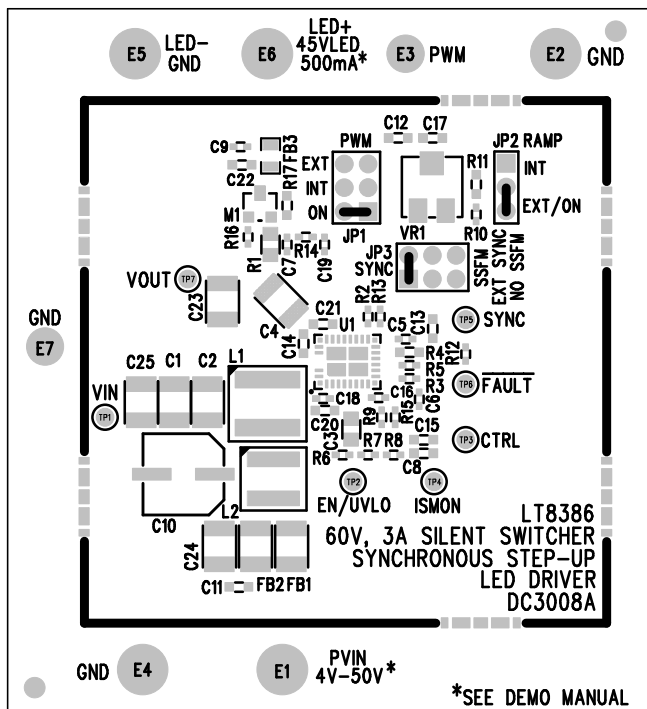 E5 LED-
GND
E6 LED+
45VLED
500mA*
E3 PWM
E2 GND
C12 C17
C9
FB3
C22
R17
PWM
EXT
INT
ON
JP1
R11
JP2 RAMP
INT
EXT/ON
M1
R16
R1
C7
R14
C19
VR1
R10
JP3
SYNC
SSFM
EXT SYNC
NO SSFM
VOUT TP7
C23
C4
C21
R2
R13
U1
C14
C5
C13
TP5 SYNC
GND
E7
R4
R5
R3
R12
TP6 FAULT
C25 C1 C2 L1
VIN
TP1
C18
C20
C16
C6
R9
R15
C3
C15
TP3 CTRL
R6 R7 R8 C8
TP2 TP4
EN/UVLO ISMON
C10
L2
C24
C11 FB2 FB1
LT8386
60V, 3A SILENT SWITCHER
SYNCHRONOUS STEP-UP
LED DRIVER
DC3008A
GND E4
E1 PVIN
4V-50V*
*SEE DEMO MANUAL